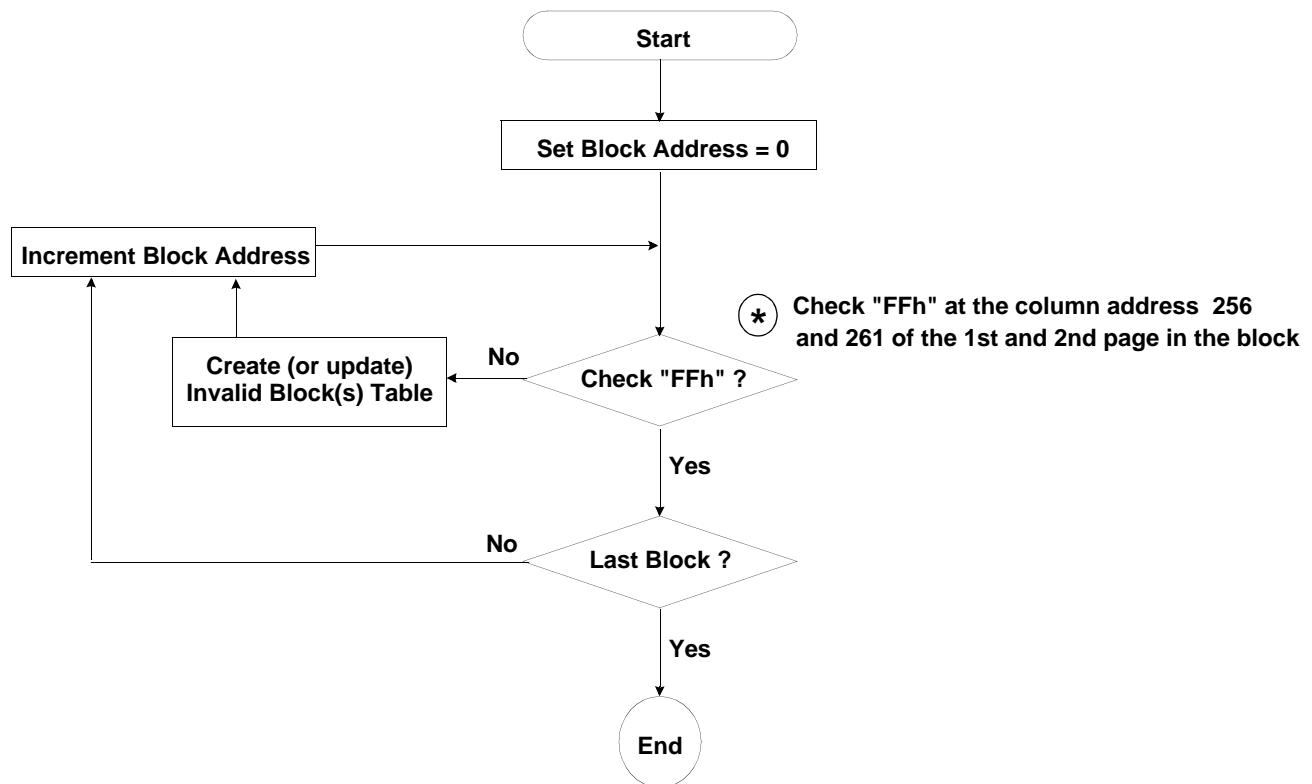 Start
Set Block Address = 0
Increment Block Address
* Check "FFh" at the column address 256
and 261 of the 1st and 2nd page in the block
No
Create (or update)
Invalid Block(s) Table
Check "FFh" ?
Yes
No
Last Block ?
Yes
End